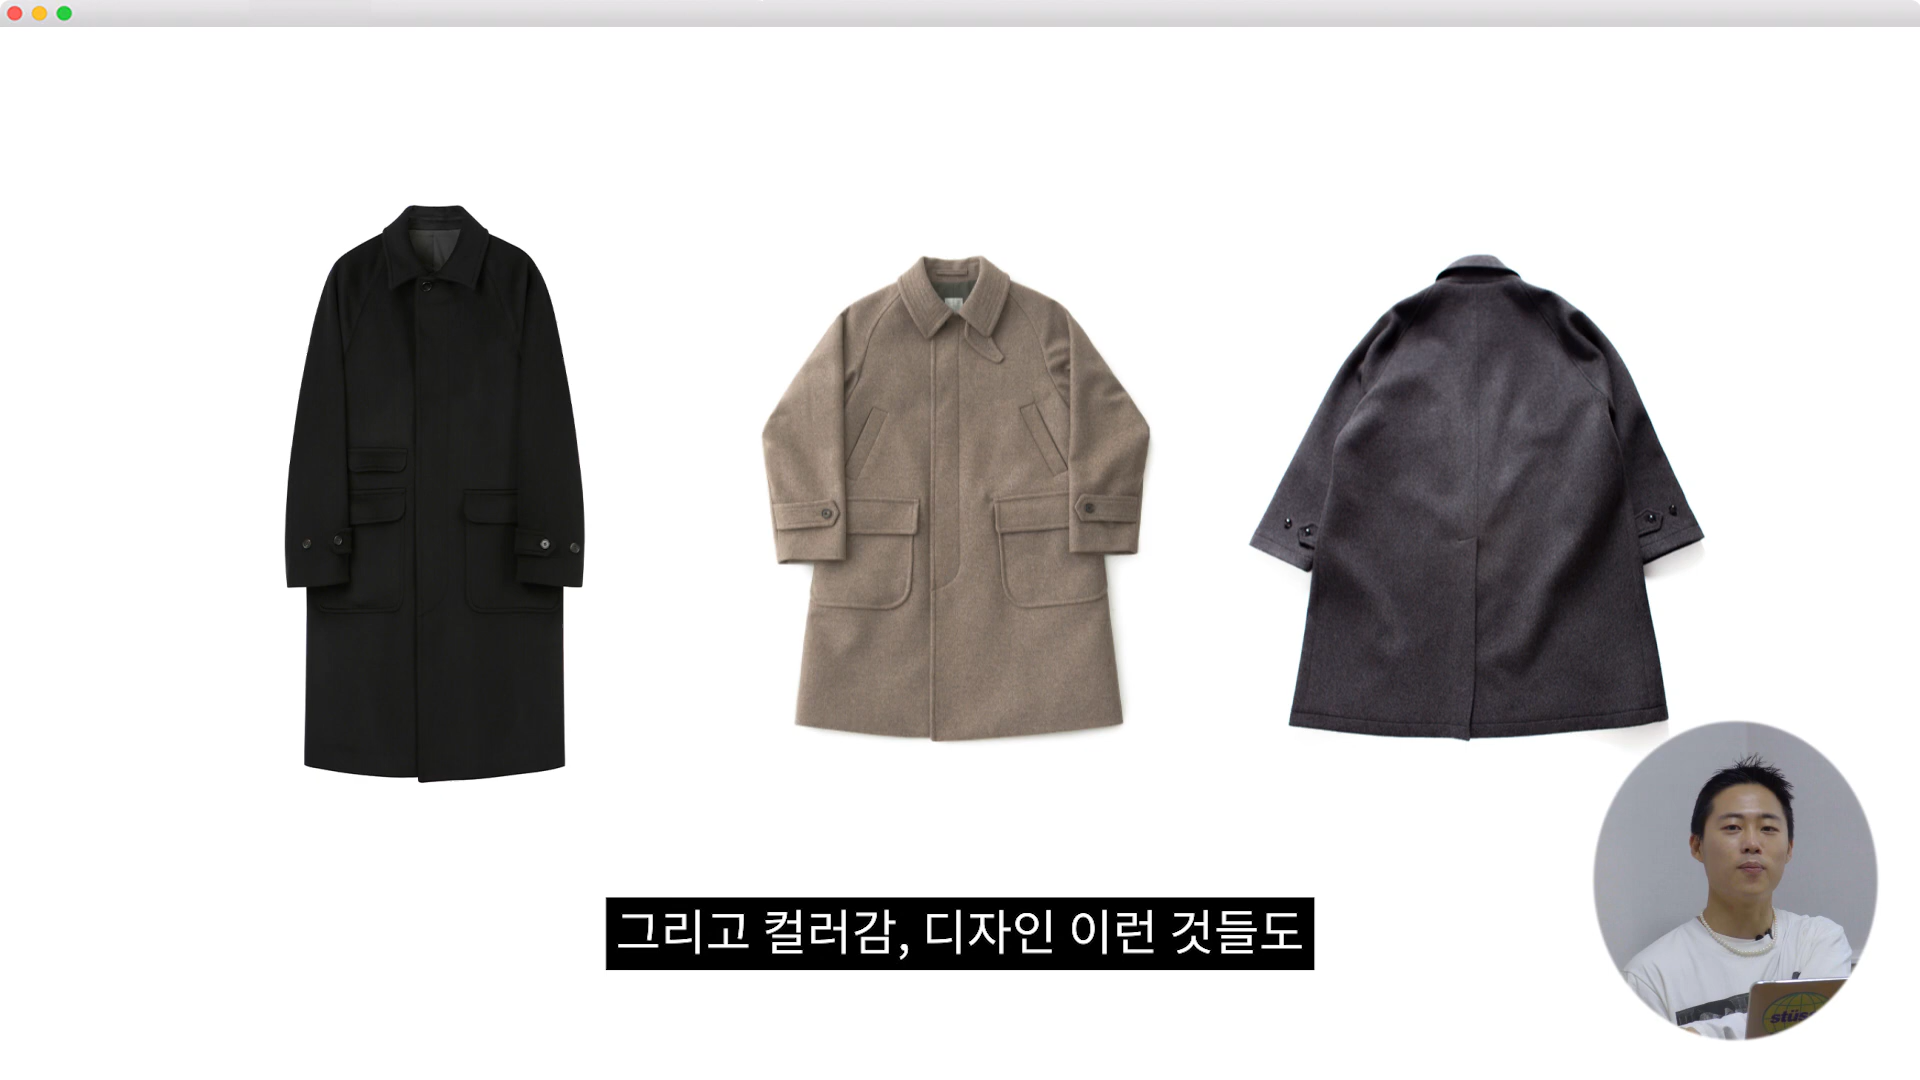 그리고 컬러감, 디자인 이런 것들도